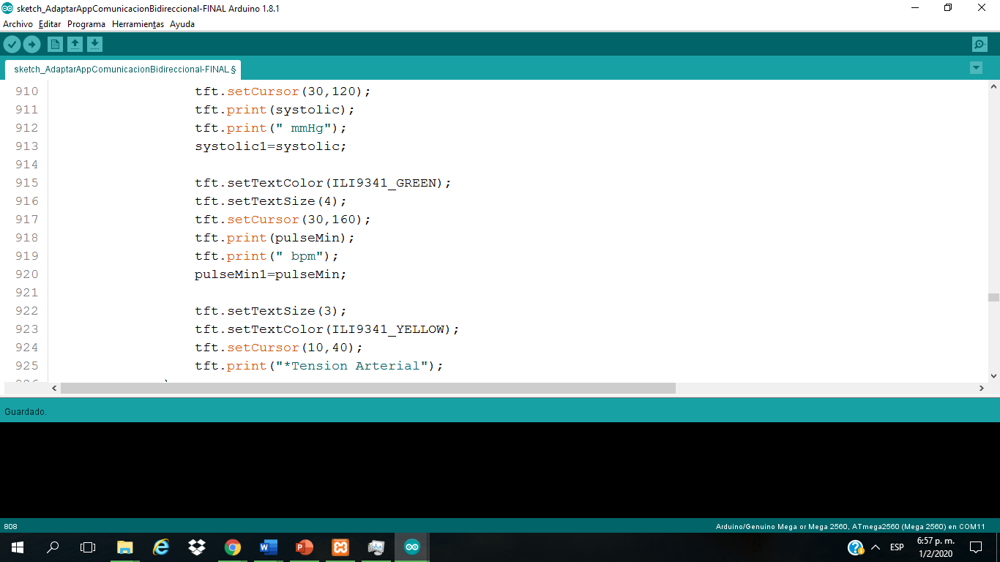 sketch_AdaptarAppComunicacionBidireccional-FINAL Arduino 1.8.1
Archivo Editar Programa Herramientas Ayuda
sketch_AdaptarAppComunicacionBidireccional-FINAL §
910 tft.setCursor(30,120);
911 tft.print(systolic);
912 tft.print(" mmHg");
913 systolic1=systolic;
914
915 tft.setTextColor(ILI9341_GREEN);
916 tft.setTextSize(4);
917 tft.setCursor(30,160);
918 tft.print(pulseMin);
919 tft.print(" bpm");
920 pulseMin1=pulseMin;
921
922 tft.setTextSize(3);
923 tft.setTextColor(ILI9341_YELLOW);
924 tft.setCursor(10,40);
925 tft.print("*Tension Arterial");
Guardado.
808 Arduino/Genuino Mega or Mega 2560, ATmega2560 (Mega 2560) en COM11
ESP 6:57 p. m.
1/2/2020